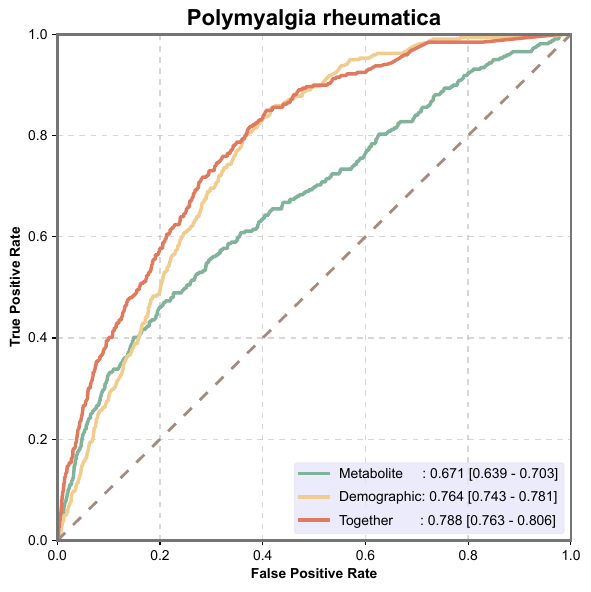 Polymyalgia rheumatica
1.0
0.8
0.6
0.4
0.2
0.0
True Positive Rate
Metabolite : 0.671 [0.639 - 0.703]
Demographic: 0.764 [0.743 - 0.781]
Together : 0.788 [0.763 - 0.806]
0.0 0.2 0.4 0.6 0.8 1.0
False Positive Rate